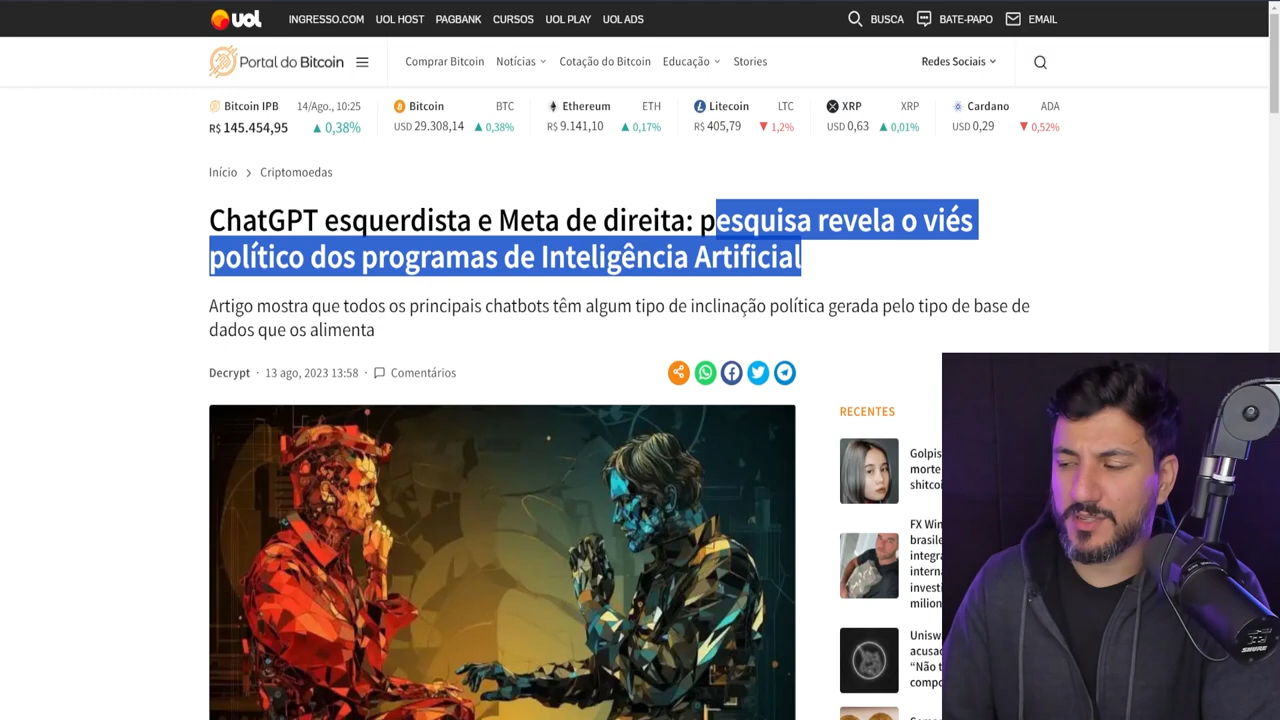 uol INGRESSO.COM UOL HOST PAGBANK CURSOS UOL PLAY UOL ADS BUSCA BATE-PAPO EMAIL
Portal do Bitcoin Comprar Bitcoin Notícias Cotação do Bitcoin Educação Stories Redes Sociais
Bitcoin IPB 14/Ago., 10:25 Bitcoin BTC Ethereum ETH Litecoin LTC XRP XRP Cardano ADA
R$ 145.454,95 ▲ 0,38% USD 29.308,14 ▲ 0,38% R$ 9.141,10 ▲ 0,17% R$ 405,79 ▼ 1,2% USD 0,63 ▲ 0,01% USD 0,29 ▼ 0,52%
Início > Criptomoedas
ChatGPT esquerdista e Meta de direita: pesquisa revela o viés
político dos programas de Inteligência Artificial
Artigo mostra que todos os principais chatbots têm algum tipo de inclinação política gerada pelo tipo de base de
dados que os alimenta
Decrypt · 13 ago, 2023 13:58 · Comentários
RECENTES
Golpis
morte
shitcoi
FX Win
brasile
integra
interna
investi
milion
Unisw
acusad
“Não t
compo
SHURE